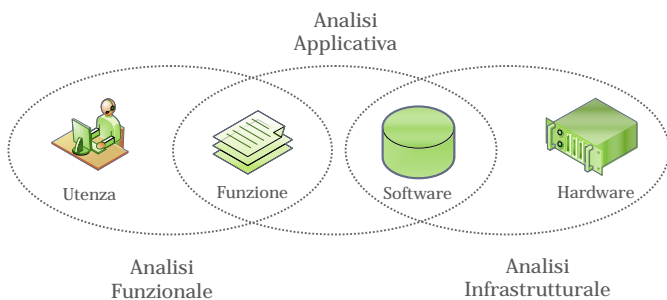 Analisi
Applicativa
Utenza
Funzione
Software
Hardware
Analisi
Funzionale
Analisi
Infrastrutturale